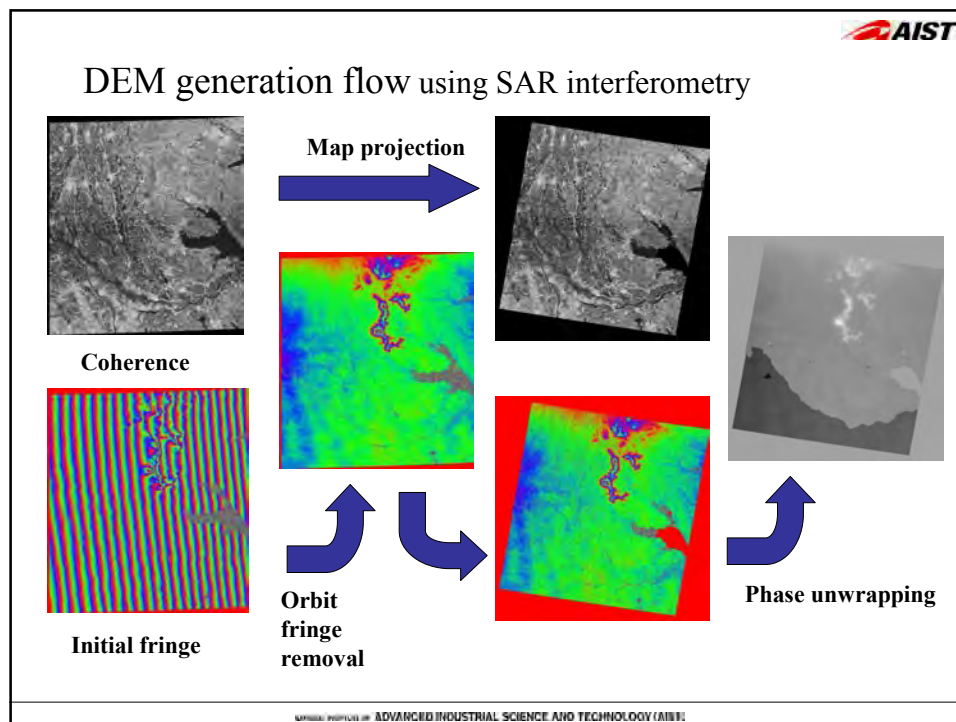 AIST
DEM generation flow using SAR interferometry
Map projection
Coherence
Initial fringe
Orbit
fringe
removal
Phase unwrapping
ADVANCED INDUSTRIAL SCIENCE AND TECHNOLOGY (AIST)